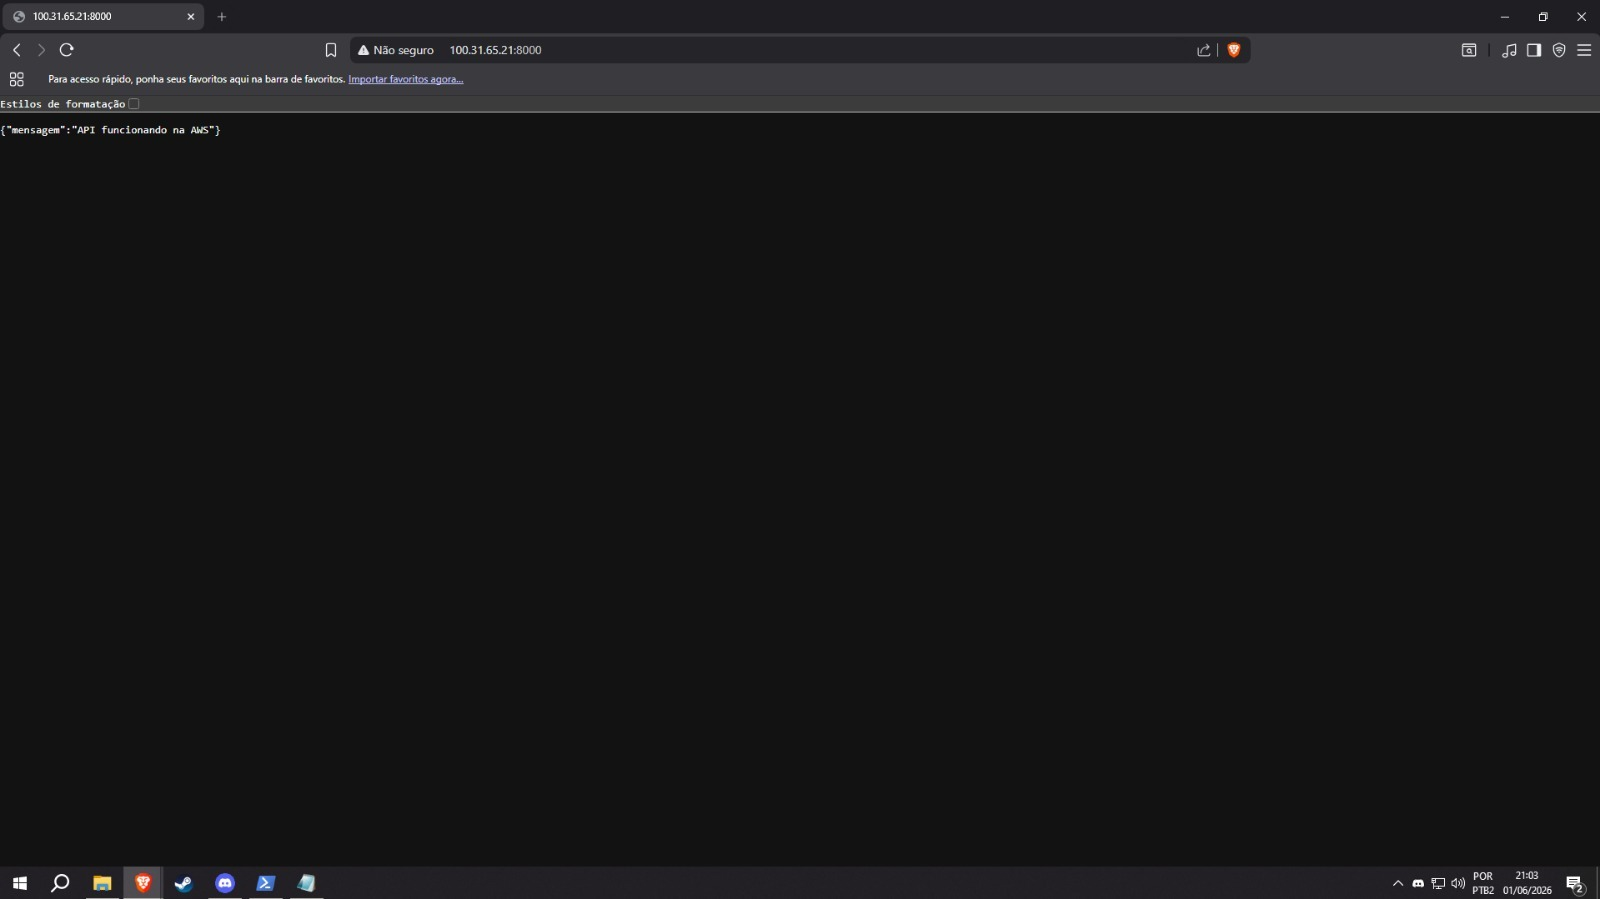 100.31.65.21:8000
Não seguro 100.31.65.21:8000
Para acesso rápido, ponha seus favoritos aqui na barra de favoritos. Importar favoritos agora...
Estilos de formatação
{"mensagem":"API funcionando na AWS"}
POR 21:03
PTB2 01/06/2026
2